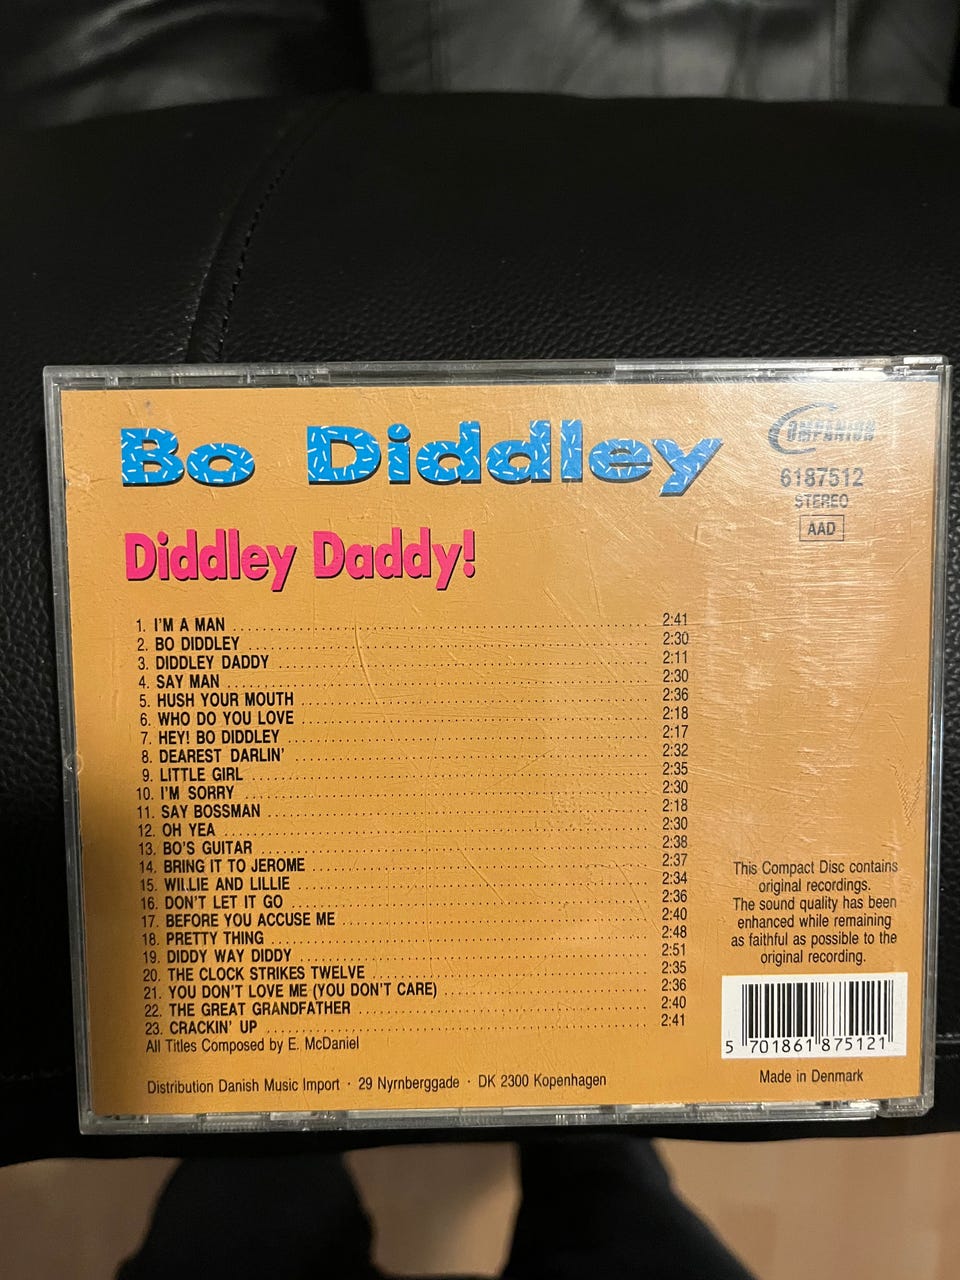 Bo Diddley
COMPANION
6187512
STEREO
AAD
Diddley Daddy!
1. I'M A MAN 2:41
2. BO DIDDLEY 2:30
3. DIDDLEY DADDY 2:11
4. SAY MAN 2:30
5. HUSH YOUR MOUTH 2:36
6. WHO DO YOU LOVE 2:18
7. HEY! BO DIDDLEY 2:17
8. DEAREST DARLIN' 2:32
9. LITTLE GIRL 2:35
10. I'M SORRY 2:30
11. SAY BOSSMAN 2:18
12. OH YEA 2:30
13. BO'S GUITAR 2:38
14. BRING IT TO JEROME 2:37
15. WILLIE AND LILLIE 2:34
16. DON'T LET IT GO 2:36
17. BEFORE YOU ACCUSE ME 2:40
18. PRETTY THING 2:48
19. DIDDY WAY DIDDY 2:51
20. THE CLOCK STRIKES TWELVE 2:35
21. YOU DON'T LOVE ME (YOU DON'T CARE) 2:36
22. THE GREAT GRANDFATHER 2:40
23. CRACKIN' UP 2:41
All Titles Composed by E. McDaniel
Distribution Danish Music Import · 29 Nyrnberggade · DK 2300 Kopenhagen
This Compact Disc contains
original recordings.
The sound quality has been
enhanced while remaining
as faithful as possible to the
original recording.
5 701861 875121
Made in Denmark